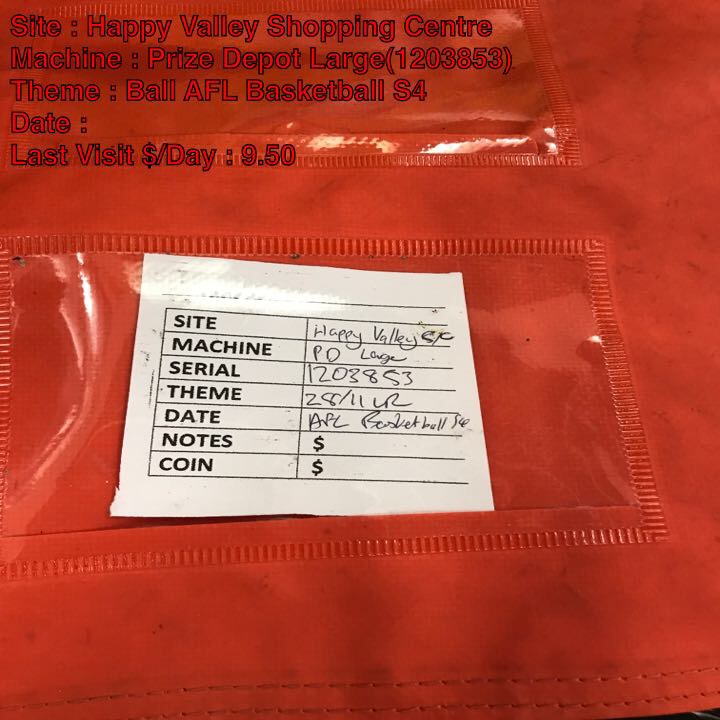 Site : Happy Valley Shopping Centre
Machine : Prize Depot Large(1203853)
Theme : Ball AFL Basketball S4
Date :
Last Visit $/Day : 9.50
SITE Happy Valley S/C
MACHINE PD Large
SERIAL 1203853
THEME 28/11
DATE AFL Basketball S4
NOTES $
COIN $